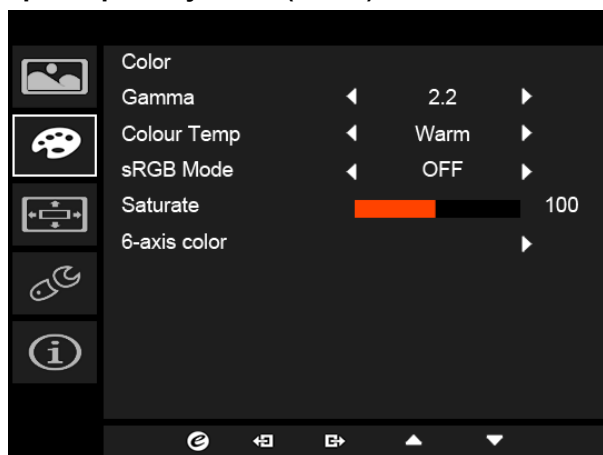 Color
Gamma 2.2
Colour Temp Warm
sRGB Mode OFF
Saturate 100
6-axis color